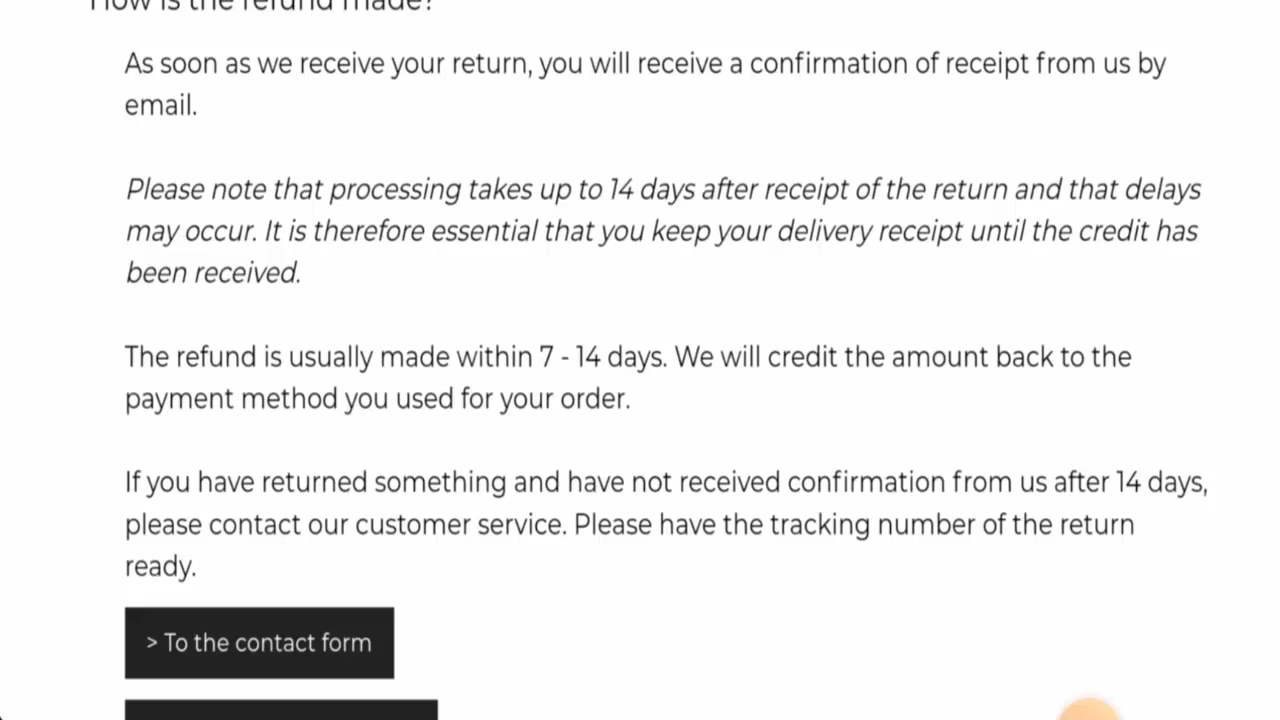 How is the refund made?
As soon as we receive your return, you will receive a confirmation of receipt from us by
email.
Please note that processing takes up to 14 days after receipt of the return and that delays
may occur. It is therefore essential that you keep your delivery receipt until the credit has
been received.
The refund is usually made within 7 - 14 days. We will credit the amount back to the
payment method you used for your order.
If you have returned something and have not received confirmation from us after 14 days,
please contact our customer service. Please have the tracking number of the return
ready.
> To the contact form